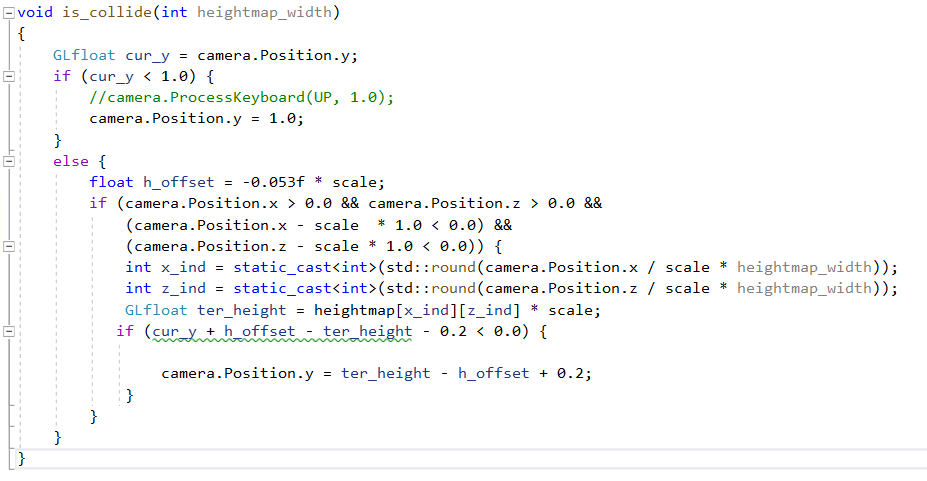 void is_collide(int heightmap_width)
{
    GLfloat cur_y = camera.Position.y;
    if (cur_y < 1.0) {
        //camera.ProcessKeyboard(UP, 1.0);
        camera.Position.y = 1.0;
    }
    else {
        float h_offset = -0.053f * scale;
        if (camera.Position.x > 0.0 && camera.Position.z > 0.0 &&
            (camera.Position.x - scale  * 1.0 < 0.0) &&
            (camera.Position.z - scale * 1.0 < 0.0)) {
            int x_ind = static_cast<int>(std::round(camera.Position.x / scale * heightmap_width));
            int z_ind = static_cast<int>(std::round(camera.Position.z / scale * heightmap_width));
            GLfloat ter_height = heightmap[x_ind][z_ind] * scale;
           if (cur_y + h_offset - ter_height - 0.2 < 0.0) {

                camera.Position.y = ter_height - h_offset + 0.2;
            }
        }
    }
}